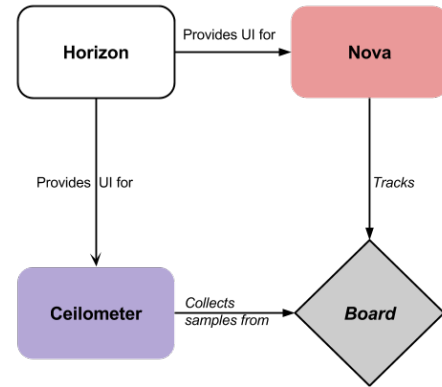 Horizon
Provides UI for
Nova
Provides UI for
Tracks
Ceilometer
Collects
samples from
Board